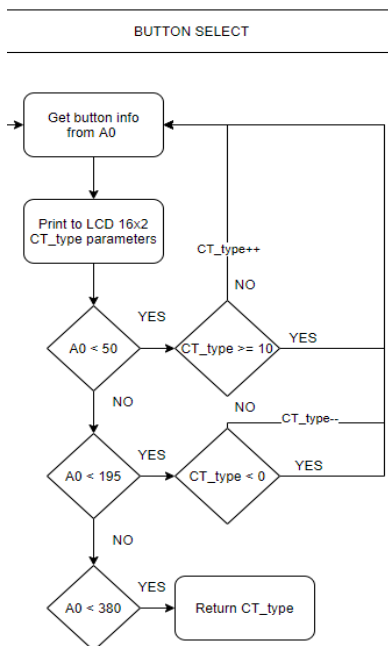 BUTTON SELECT
Get button info
from A0
Print to LCD 16x2
CT_type parameters
CT_type++
NO
YES
A0 < 50
CT_type >= 10
YES
NO
NO
CT_type--
YES
A0 < 195
CT_type < 0
YES
NO
YES
A0 < 380
Return CT_type